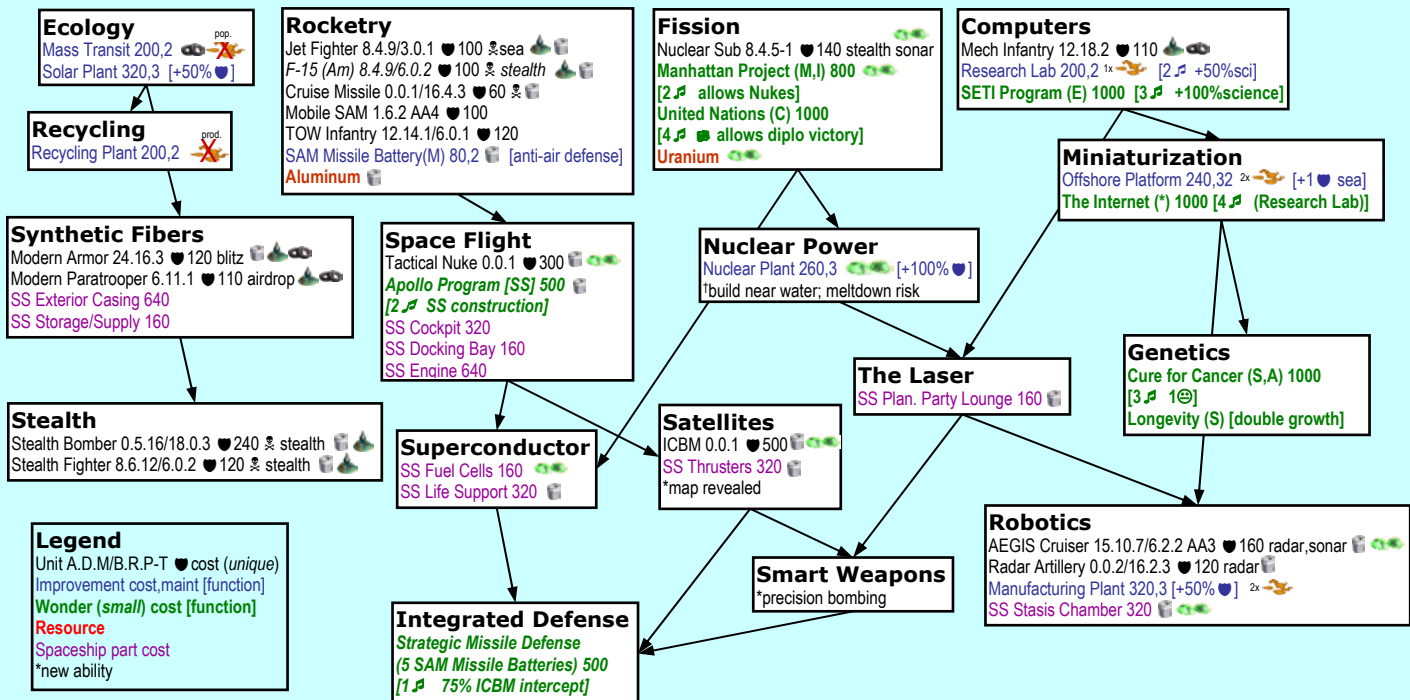 Ecology
pop.
Mass Transit 200,2
Solar Plant 320,3 [+50% ]
Recycling
prod.
Recycling Plant 200,2
Synthetic Fibers
Modern Armor 24.16.3 120 blitz
Modern Paratrooper 6.11.1 110 airdrop
SS Exterior Casing 640
SS Storage/Supply 160
Stealth
Stealth Bomber 0.5.16/18.0.3 240 stealth
Stealth Fighter 8.6.12/6.0.2 120 stealth
Legend
Unit A.D.M/B.R.P-T cost (unique)
Improvement cost,maint [function]
Wonder (small) cost [function]
Resource
Spaceship part cost
*new ability
Rocketry
Jet Fighter 8.4.9/3.0.1 100 sea
F-15 (Am) 8.4.9/6.0.2 100 stealth
Cruise Missile 0.0.1/16.4.3 60
Mobile SAM 1.6.2 AA4 100
TOW Infantry 12.14.1/6.0.1 120
SAM Missile Battery(M) 80,2 [anti-air defense]
Aluminum
Space Flight
Tactical Nuke 0.0.1 300
Apollo Program [SS] 500
[2 SS construction]
SS Cockpit 320
SS Docking Bay 160
SS Engine 640
Superconductor
SS Fuel Cells 160
SS Life Support 320
Integrated Defense
Strategic Missile Defense
(5 SAM Missile Batteries) 500
[1 75% ICBM intercept]
Fission
Nuclear Sub 8.4.5-1 140 stealth sonar
Manhattan Project (M,I) 800
[2 allows Nukes]
United Nations (C) 1000
[4 allows diplo victory]
Uranium
Nuclear Power
Nuclear Plant 260,3 [+100% ]
†build near water; meltdown risk
Satellites
ICBM 0.0.1 500
SS Thrusters 320
*map revealed
Smart Weapons
*precision bombing
The Laser
SS Plan. Party Lounge 160
Computers
Mech Infantry 12.18.2 110
Research Lab 200,2 1x [2 +50%sci]
SETI Program (E) 1000 [3 +100%science]
Miniaturization
Offshore Platform 240,32 2x [+1 sea]
The Internet (*) 1000 [4 (Research Lab)]
Genetics
Cure for Cancer (S,A) 1000
[3 1☺]
Longevity (S) [double growth]
Robotics
AEGIS Cruiser 15.10.7/6.2.2 AA3 160 radar,sonar
Radar Artillery 0.0.2/16.2.3 120 radar
Manufacturing Plant 320,3 [+50% ] 2x
SS Stasis Chamber 320